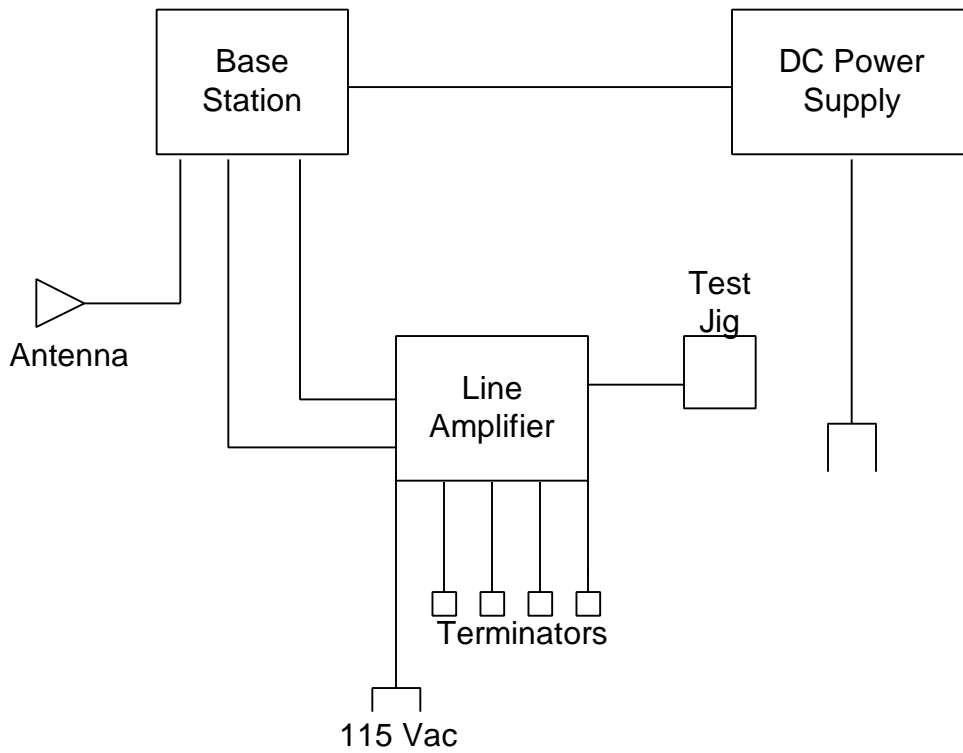 Base
Station
DC Power
Supply
Test
Jig
Antenna
Line
Amplifier
Terminators
115 Vac